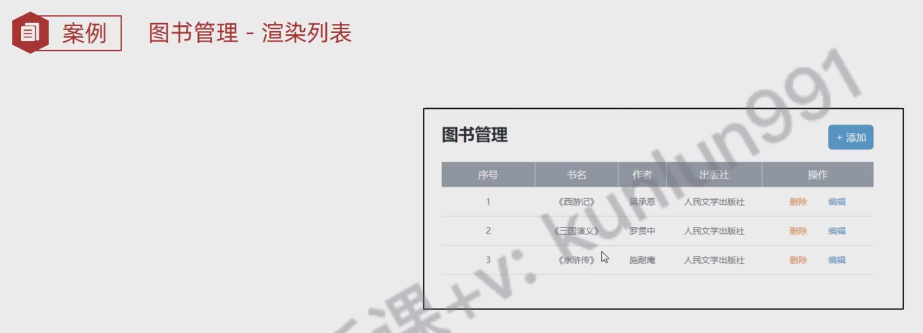 案例 图书管理 - 渲染列表
图书管理
+ 添加
序号 书名 作者 出版社 操作
1 《西游记》 吴承恩 人民文学出版社 删除 编辑
2 《三国演义》 罗贯中 人民文学出版社 删除 编辑
3 《水浒传》 施耐庵 人民文学出版社 删除 编辑
课+v: kunlun991